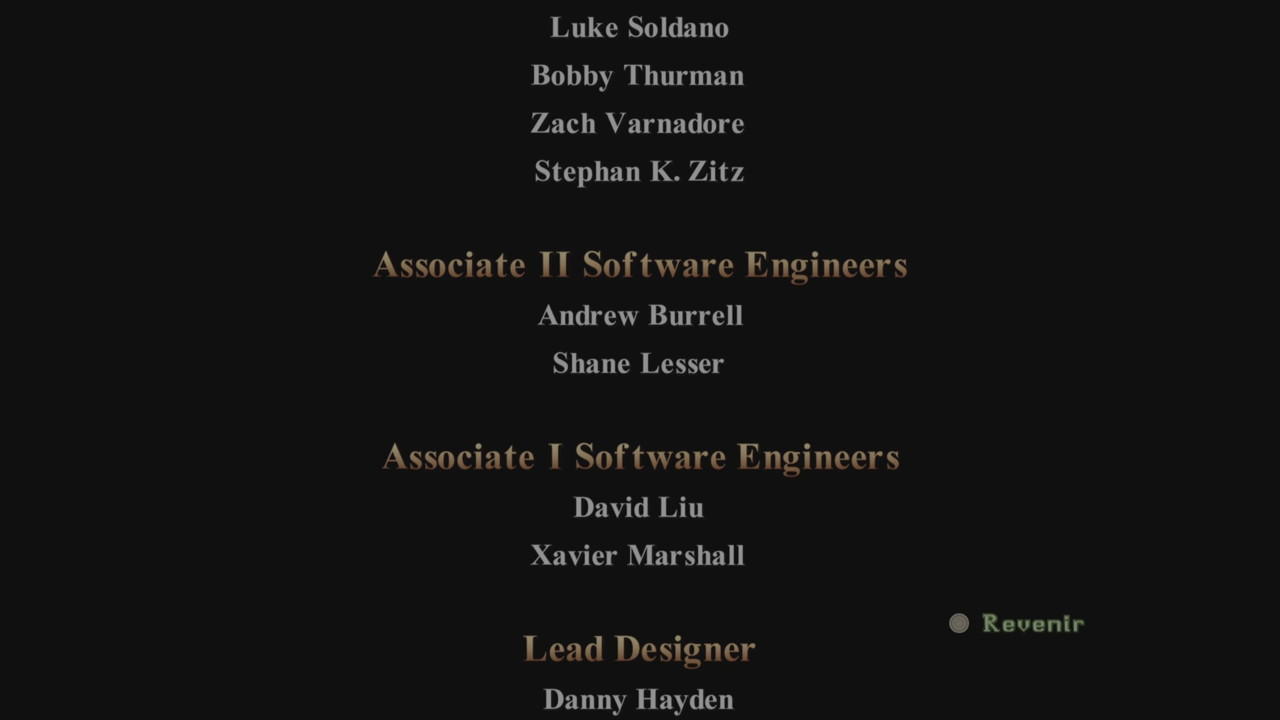 Luke Soldano
Bobby Thurman
Zach Varnadore
Stephan K. Zitz
Associate II Software Engineers
Andrew Burrell
Shane Lesser
Associate I Software Engineers
David Liu
Xavier Marshall
Revenir
Lead Designer
Danny Hayden